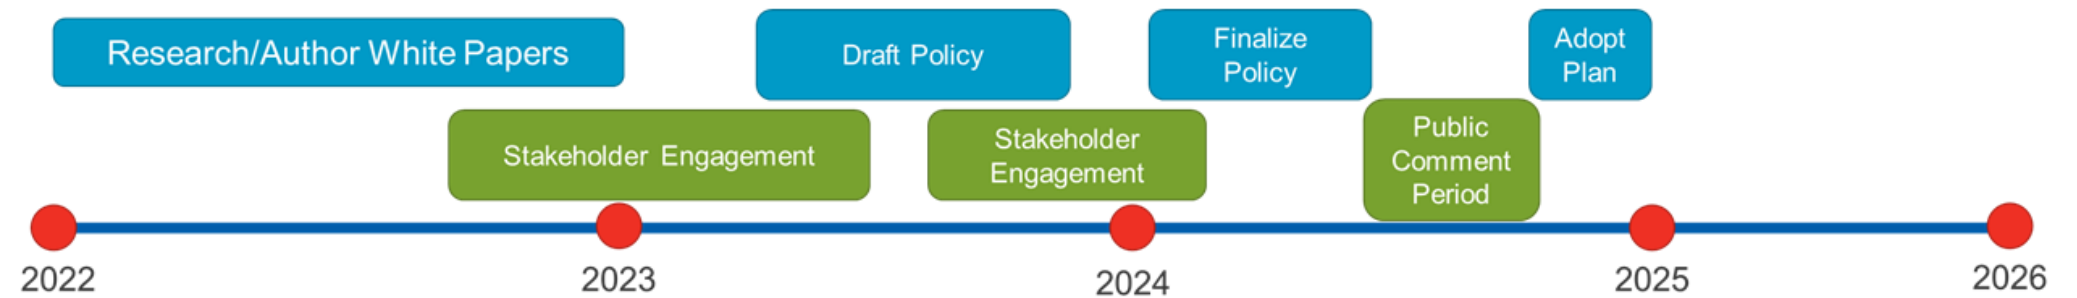 Research/Author White Papers
Draft Policy
Finalize
Policy
Adopt
Plan
Stakeholder Engagement
Stakeholder
Engagement
Public
Comment
Period
2022
2023
2024
2025
2026